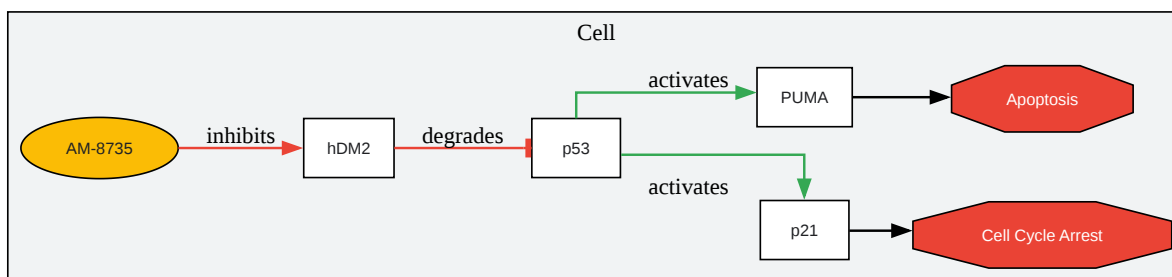 Cell
AM-8735
inhibits
hDM2
degrades
p53
activates
PUMA
Apoptosis
activates
p21
Cell Cycle Arrest